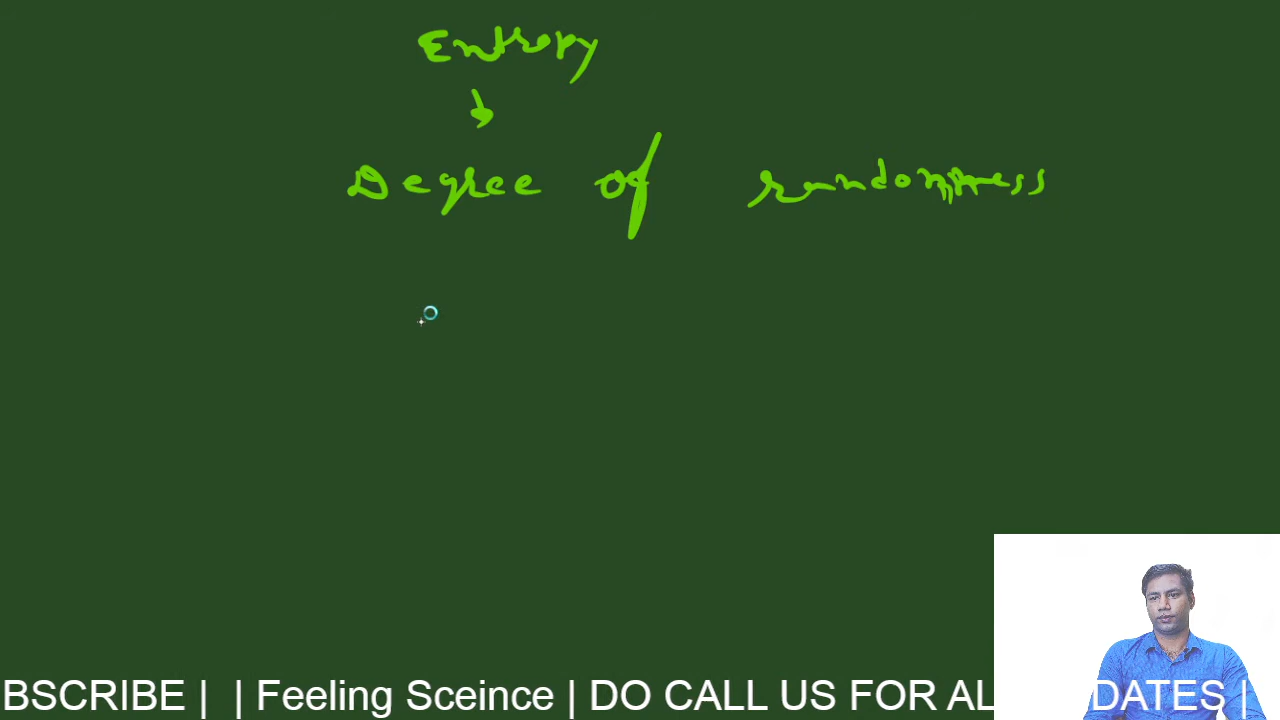 Entropy
Degree of randomness
BSCRIBE | | Feeling Sceince | DO CALL US FOR AL DATES |